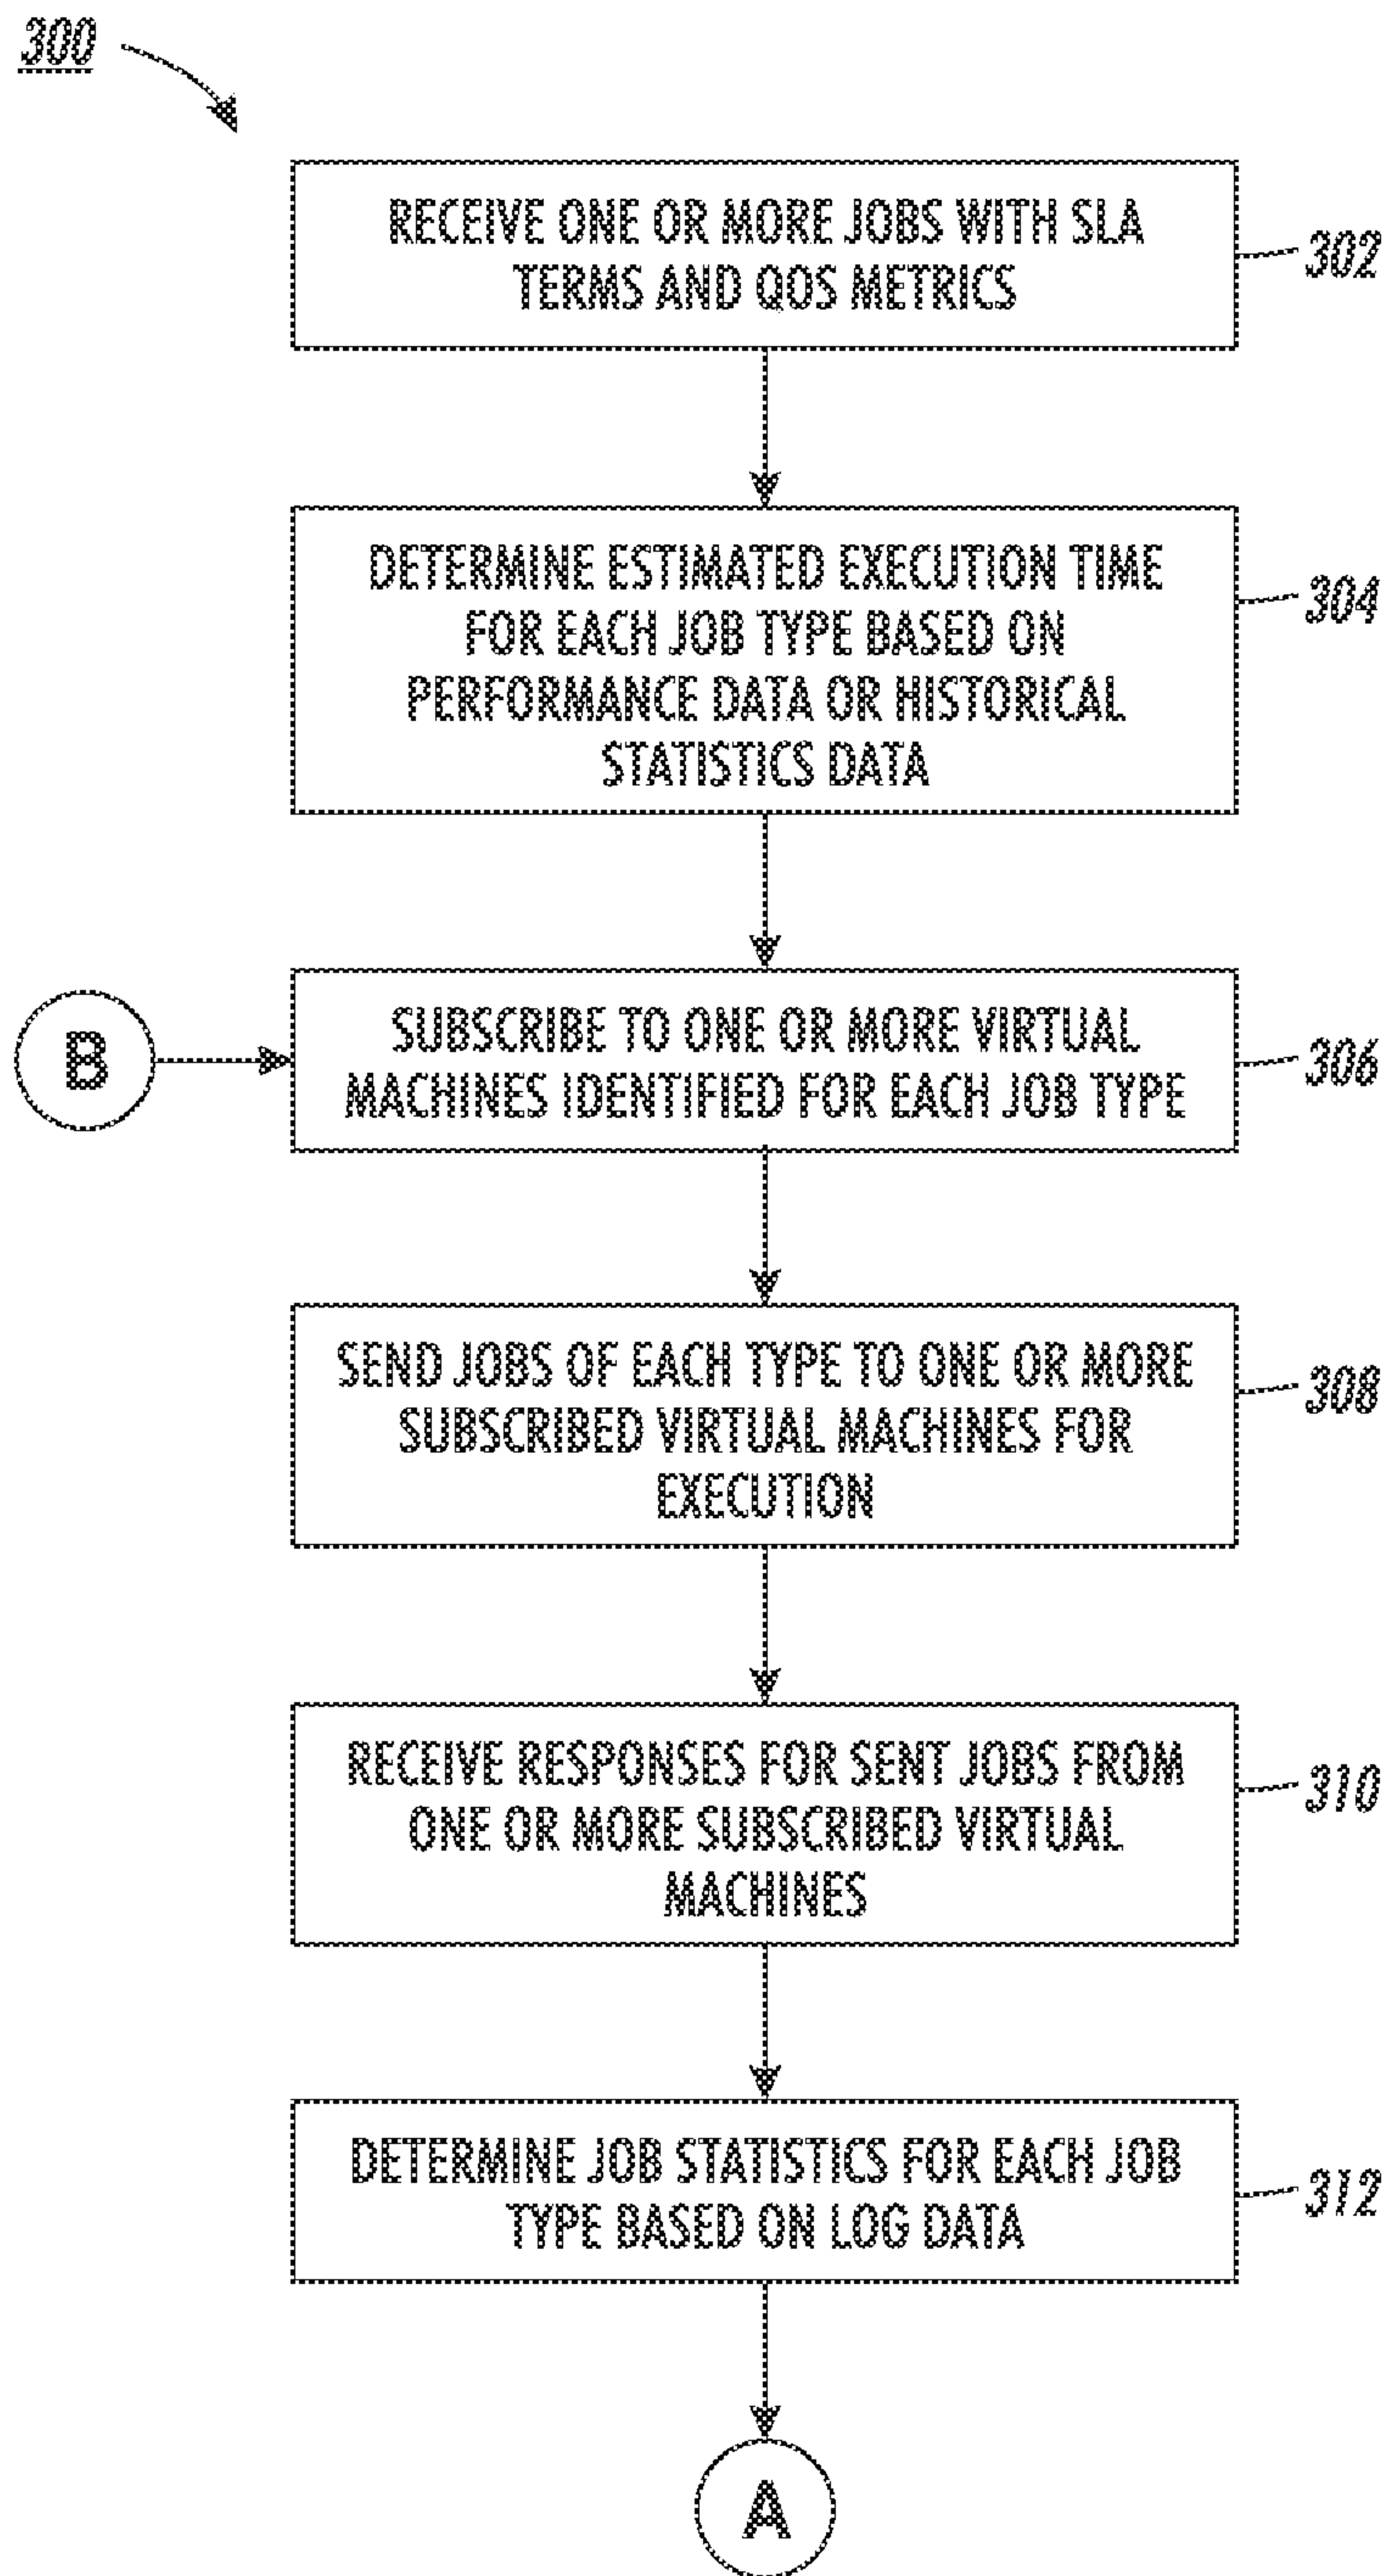 300
RECEIVE ONE OR MORE JOBS WITH SLA
TERMS AND QOS METRICS
302
DETERMINE ESTIMATED EXECUTION TIME
FOR EACH JOB TYPE BASED ON
PERFORMANCE DATA OR HISTORICAL
STATISTICS DATA
304
B
SUBSCRIBE TO ONE OR MORE VIRTUAL
MACHINES IDENTIFIED FOR EACH JOB TYPE
306
SEND JOBS OF EACH TYPE TO ONE OR MORE
SUBSCRIBED VIRTUAL MACHINES FOR
EXECUTION
308
RECEIVE RESPONSES FOR SENT JOBS FROM
ONE OR MORE SUBSCRIBED VIRTUAL
MACHINES
310
DETERMINE JOB STATISTICS FOR EACH JOB
TYPE BASED ON LOG DATA
312
A